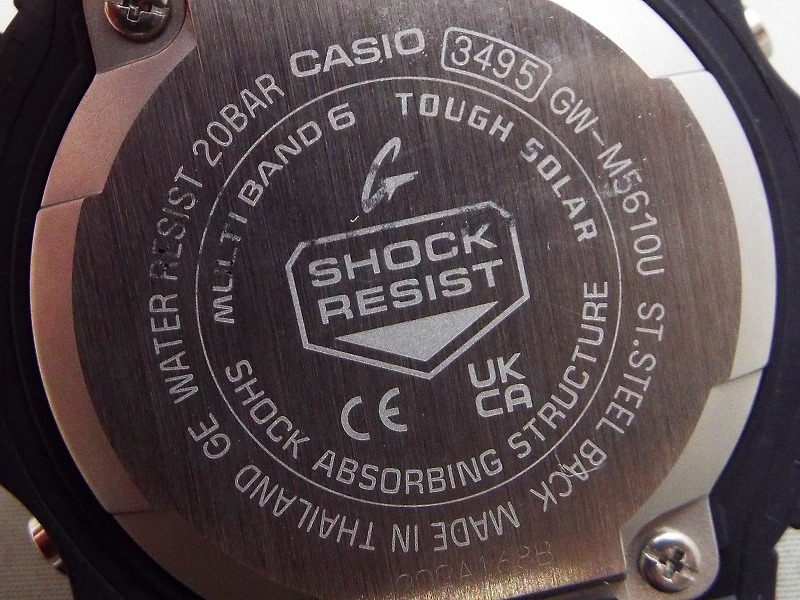 CASIO 3495 GW-M5610U ST.STEEL BACK MADE IN THAILAND GE WATER RESIST 20BAR
MULTI BAND 6 TOUGH SOLAR
SHOCK ABSORBING STRUCTURE
G
SHOCK
RESIST
CE
UK
CA